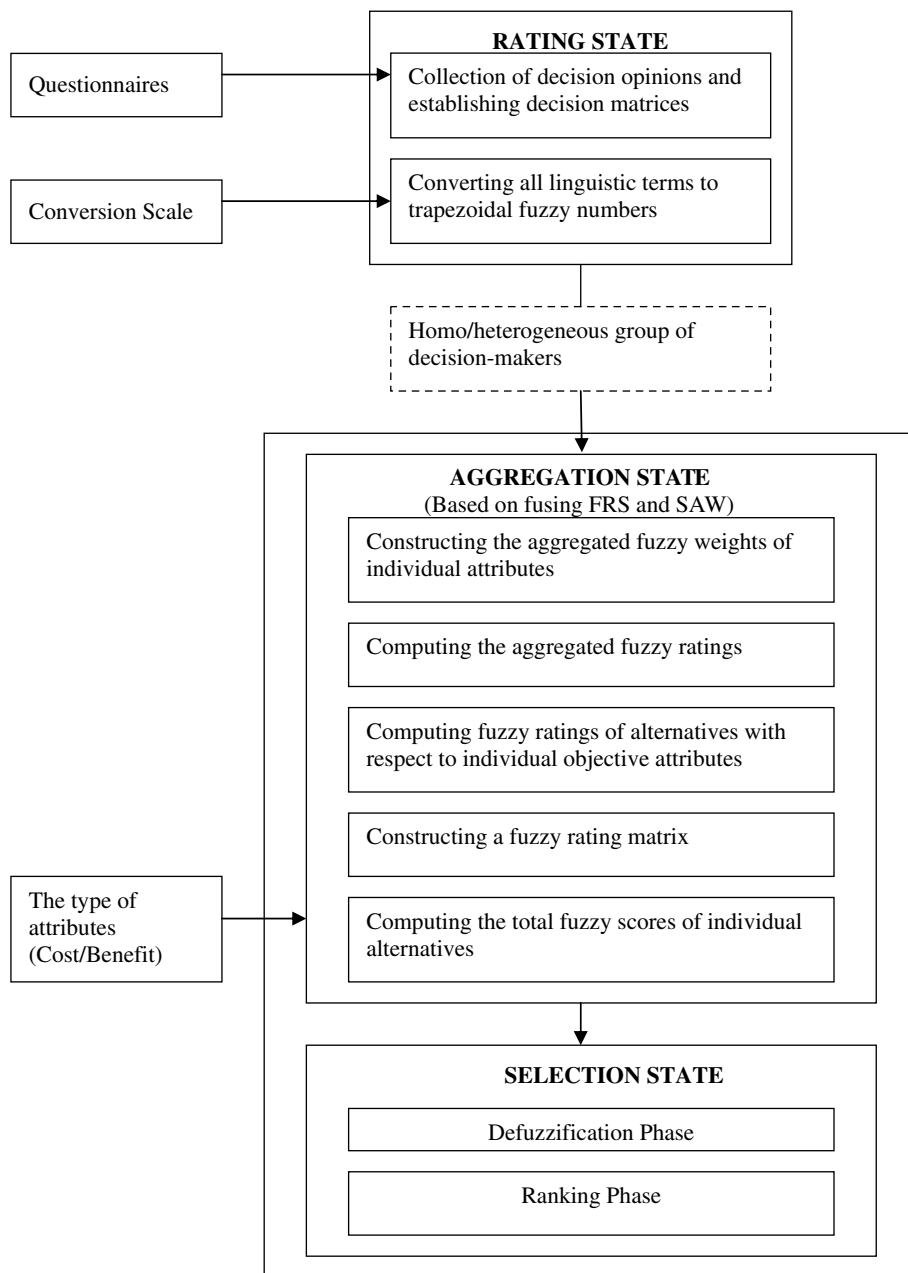 RATING STATE
Questionnaires
Collection of decision opinions and
establishing decision matrices
Conversion Scale
Converting all linguistic terms to
trapezoidal fuzzy numbers
Homo/heterogeneous group of
decision-makers
AGGREGATION STATE
(Based on fusing FRS and SAW)
Constructing the aggregated fuzzy weights of
individual attributes
Computing the aggregated fuzzy ratings
Computing fuzzy ratings of alternatives with
respect to individual objective attributes
Constructing a fuzzy rating matrix
The type of
attributes
(Cost/Benefit)
Computing the total fuzzy scores of individual
alternatives
SELECTION STATE
Defuzzification Phase
Ranking Phase